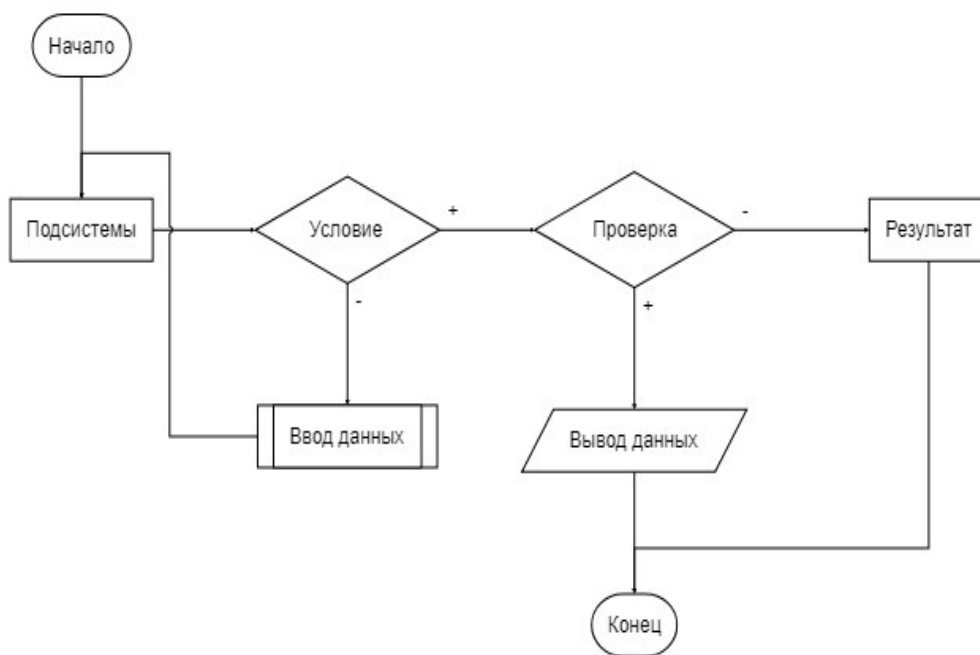 Начало
Подсистемы
Условие
+
Проверка
-
Результат
-
+
Ввод данных
Вывод данных
Конец